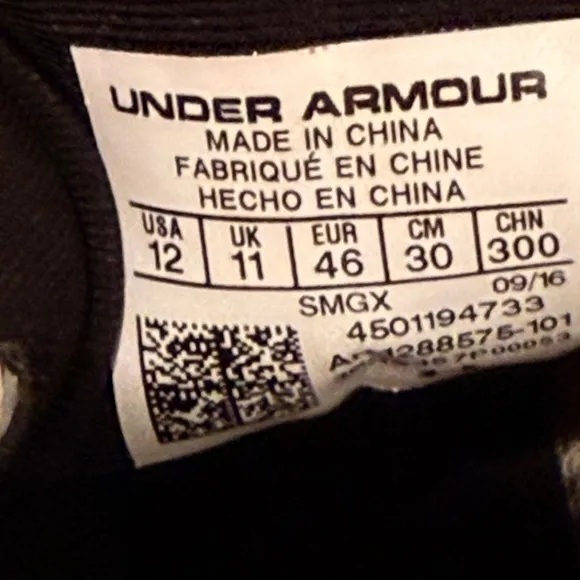 UNDER ARMOUR
MADE IN CHINA
FABRIQUÉ EN CHINE
HECHO EN CHINA
USA UK EUR CM CHN
12 11 46 30 300
09/16
SMGX
4501194733
1288575-101